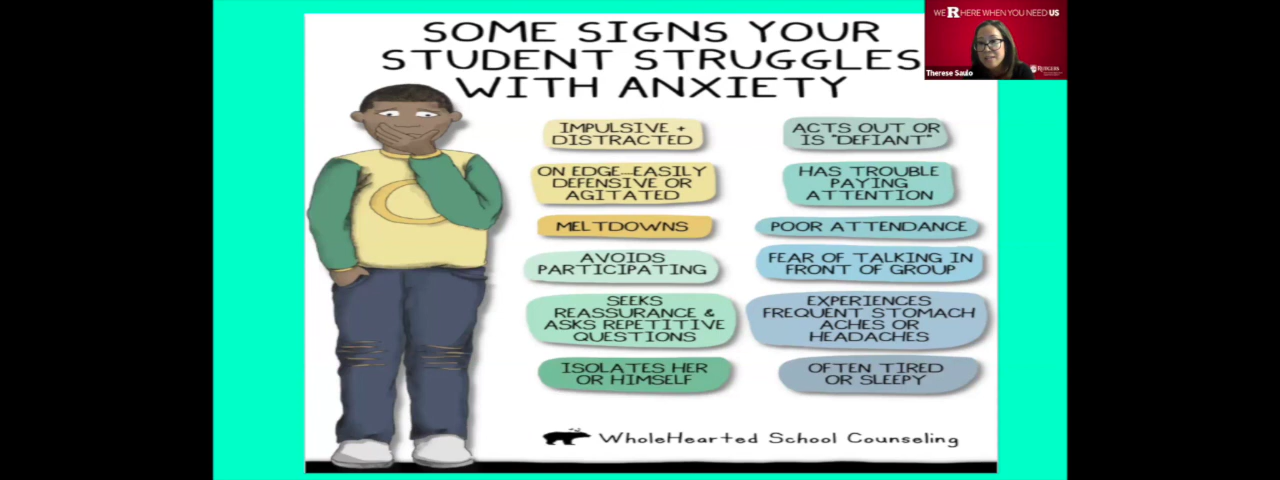 SOME SIGNS YOUR
STUDENT STRUGGLES
WITH ANXIETY
WE R HERE WHEN YOU NEED US
Therese Saulo
RUTGERS
IMPULSIVE +
DISTRACTED
ON EDGE...EASILY
DEFENSIVE OR
AGITATED
MELTDOWNS
AVOIDS
PARTICIPATING
SEEKS
REASSURANCE &
ASKS REPETITIVE
QUESTIONS
ISOLATES HER
OR HIMSELF
ACTS OUT OR
IS "DEFIANT"
HAS TROUBLE
PAYING
ATTENTION
POOR ATTENDANCE
FEAR OF TALKING IN
FRONT OF GROUP
EXPERIENCES
FREQUENT STOMACH
ACHES OR
HEADACHES
OFTEN TIRED
OR SLEEPY
WholeHearted School Counseling